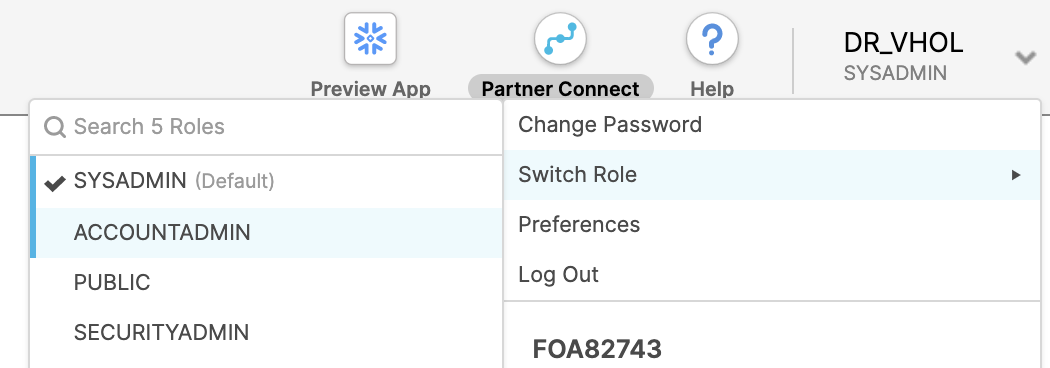 Preview App
Partner Connect
?
Help
DR_VHOL
SYSADMIN
Search 5 Roles
SYSADMIN (Default)
ACCOUNTADMIN
PUBLIC
SECURITYADMIN
Change Password
Switch Role
Preferences
Log Out
FOA82743